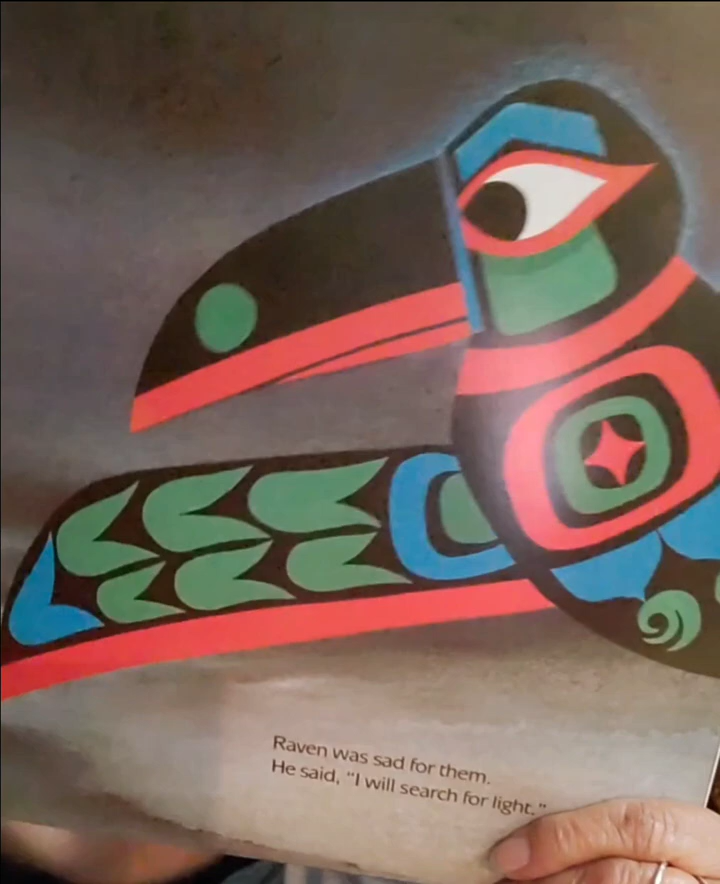 Raven was sad for them.
He said, "I will search for light."